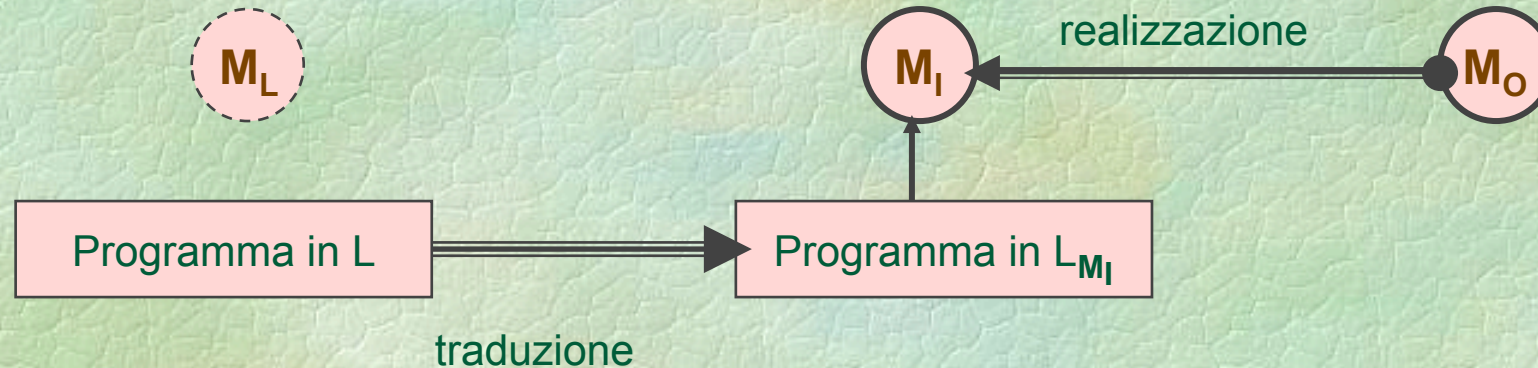 realizzazione
M_L
M_I
M_O
Programma in L
Programma in L_M_I
traduzione